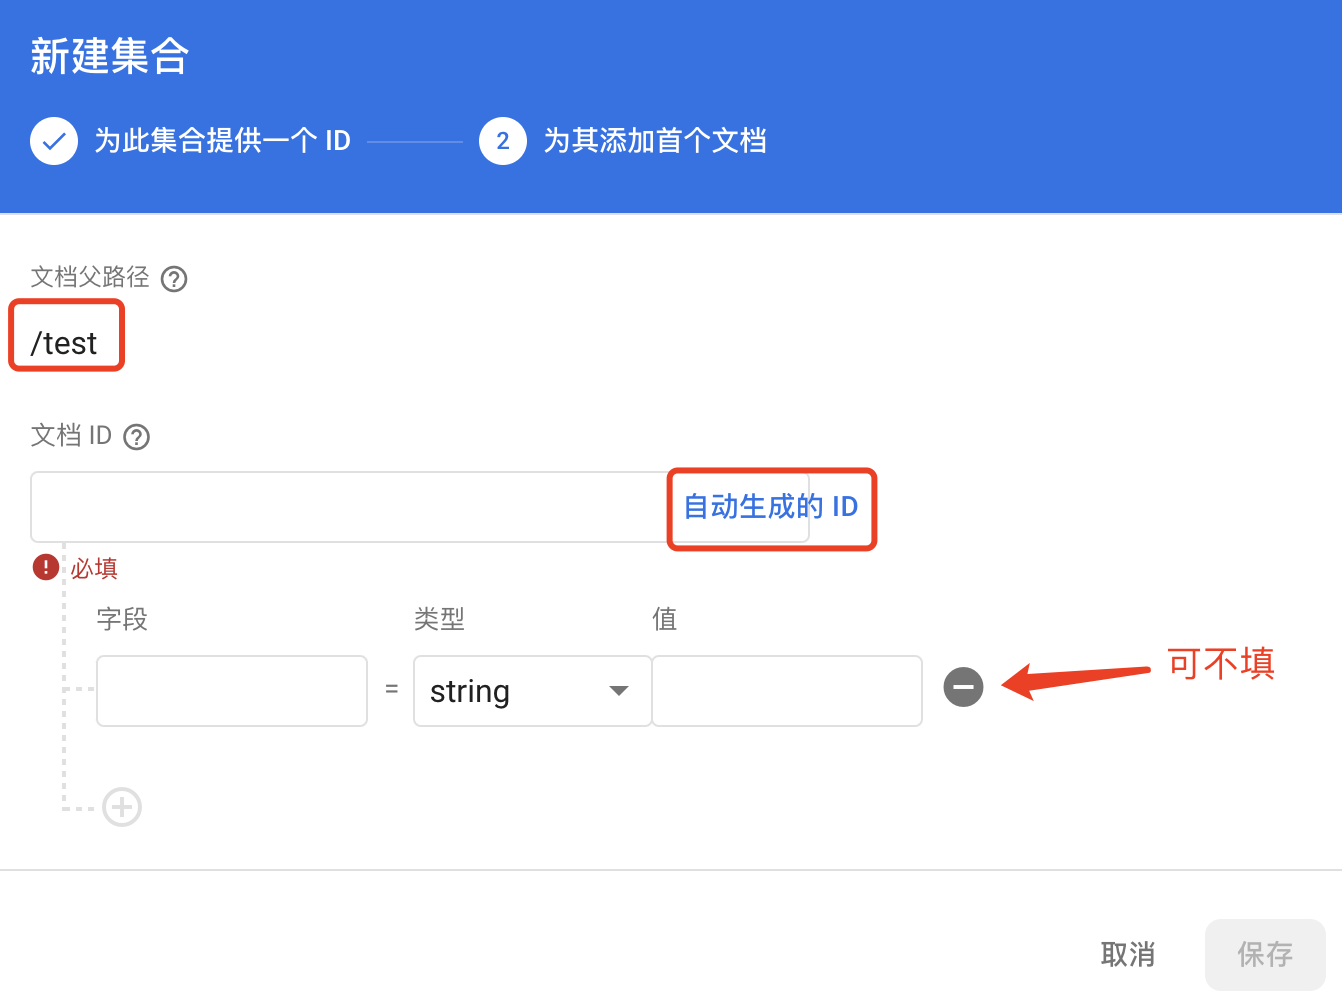 新建集合
为此集合提供一个 ID
2
为其添加首个文档
文档父路径
/test
文档 ID
自动生成的 ID
必填
字段
类型
值
=
string
可不填
取消
保存